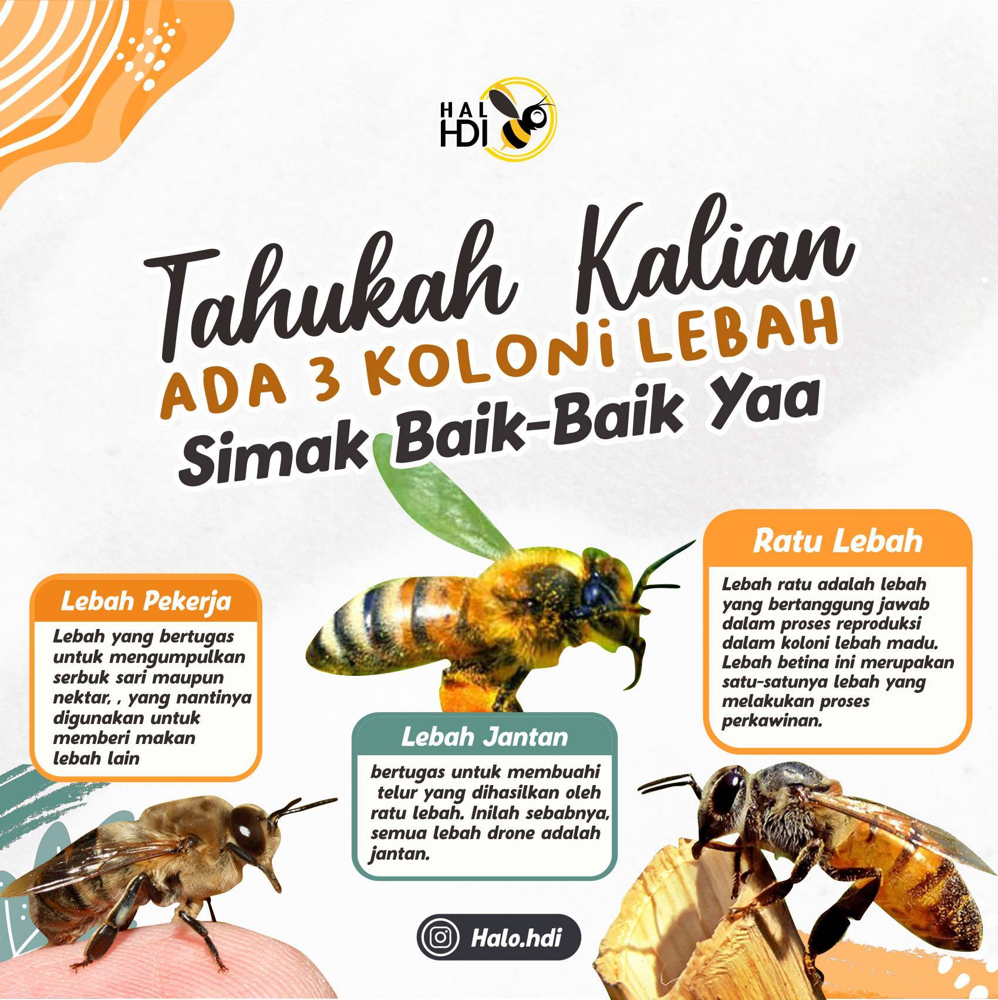 HAL
HDI
Tahukah Kalian
ADA 3 KOLONi LEBAH
Simak Baik-Baik Yaa
Lebah Pekerja
Lebah yang bertugas
untuk mengumpulkan
serbuk sari maupun
nektar, , yang nantinya
digunakan untuk
memberi makan
lebah lain
Lebah Jantan
bertugas untuk membuahi
telur yang dihasilkan oleh
ratu lebah. Inilah sebabnya,
semua lebah drone adalah
jantan.
Ratu Lebah
Lebah ratu adalah lebah
yang bertanggung jawab
dalam proses reproduksi
dalam koloni lebah madu.
Lebah betina ini merupakan
satu-satunya lebah yang
melakukan proses
perkawinan.
Halo.hdi